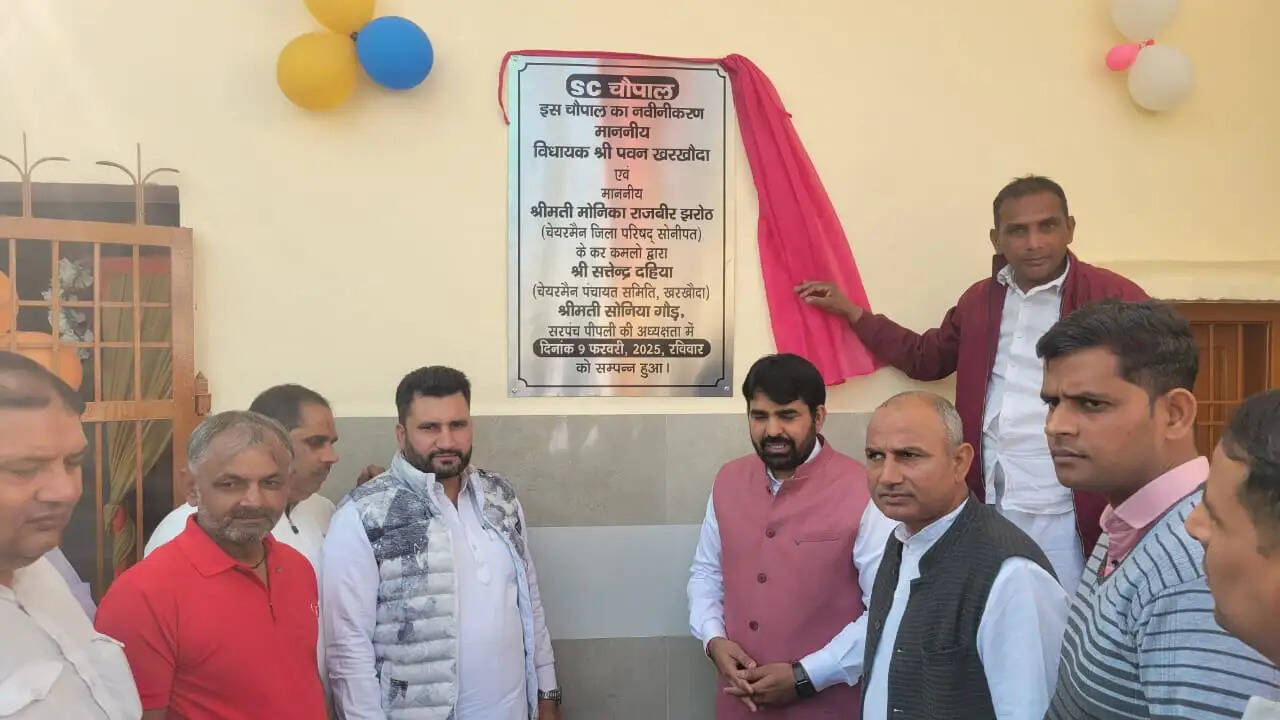 SC चौपाल
इस चौपाल का नवीनीकरण
माननीय
विधायक श्री पवन खरखौदा
एवं
माननीय
श्रीमती मोनिका राजबीर झरोठ
(चेयरमैन जिला परिषद् सोनीपत)
के कर कमलो द्वारा
श्री सत्तेन्द्र दहिया
(चेयरमैन पंचायत समिति, खरखौदा)
श्रीमती सोनिया गौड़,
सरपंच पीपली की अध्यक्षता में
दिनांक 9 फरवरी, 2025, रविवार
को सम्पन्न हुआ।